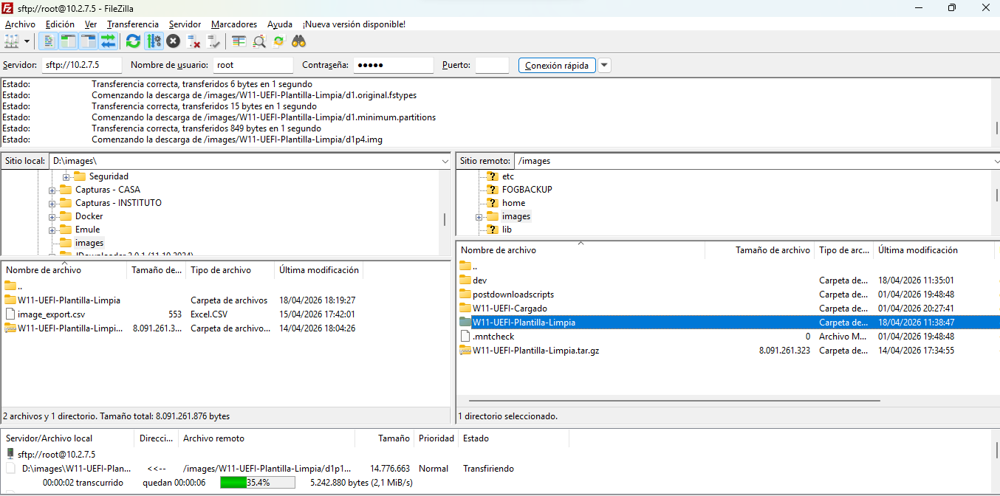 sftp://root@10.2.7.5 - FileZilla
Archivo Edición Ver Transferencia Servidor Marcadores Ayuda ¡Nueva versión disponible!
Servidor: sftp://10.2.7.5 Nombre de usuario: root Contraseña: ●●●●● Puerto: Conexión rápida
Estado: Transferencia correcta, transferidos 6 bytes en 1 segundo
Estado: Comenzando la descarga de /images/W11-UEFI-Plantilla-Limpia/d1.original.fstypes
Estado: Transferencia correcta, transferidos 15 bytes en 1 segundo
Estado: Comenzando la descarga de /images/W11-UEFI-Plantilla-Limpia/d1.minimum.partitions
Estado: Transferencia correcta, transferidos 849 bytes en 1 segundo
Estado: Comenzando la descarga de /images/W11-UEFI-Plantilla-Limpia/d1p4.img
Sitio local: D:\images\
Seguridad
Capturas - CASA
Capturas - INSTITUTO
Docker
Emule
images
JDownloader 2.0.1 (11.10.2024)
Nombre de archivo Tamaño de... Tipo de archivo Última modificación
..
W11-UEFI-Plantilla-Limpia Carpeta de archivos 18/04/2026 18:19:27
image_export.csv 553 Excel.CSV 15/04/2026 17:42:01
W11-UEFI-Plantilla-Limpi... 8.091.261.3... Carpeta de archivo... 14/04/2026 18:04:26
2 archivos y 1 directorio. Tamaño total: 8.091.261.876 bytes
Sitio remoto: /images
etc
FOGBACKUP
home
images
lib
Nombre de archivo Tamaño de archivo Tipo de arc... Última modificación
..
dev Carpeta de... 18/04/2026 11:35:01
postdownloadscripts Carpeta de... 01/04/2026 19:48:48
W11-UEFI-Cargado Carpeta de... 01/04/2026 20:27:41
W11-UEFI-Plantilla-Limpia Carpeta de... 18/04/2026 11:38:47
.mntcheck 0 Archivo M... 01/04/2026 19:48:48
W11-UEFI-Plantilla-Limpia.tar.gz 8.091.261.323 Carpeta de... 14/04/2026 17:34:55
1 directorio seleccionado.
Servidor/Archivo local Direcci... Archivo remoto Tamaño Prioridad Estado
sftp://root@10.2.7.5
D:\images\W11-UEFI-Plan... <<-- /images/W11-UEFI-Plantilla-Limpia/d1p1... 14.776.663 Normal Transfiriendo
00:00:02 transcurrido quedan 00:00:06 35.4% 5.242.880 bytes (2,1 MiB/s)